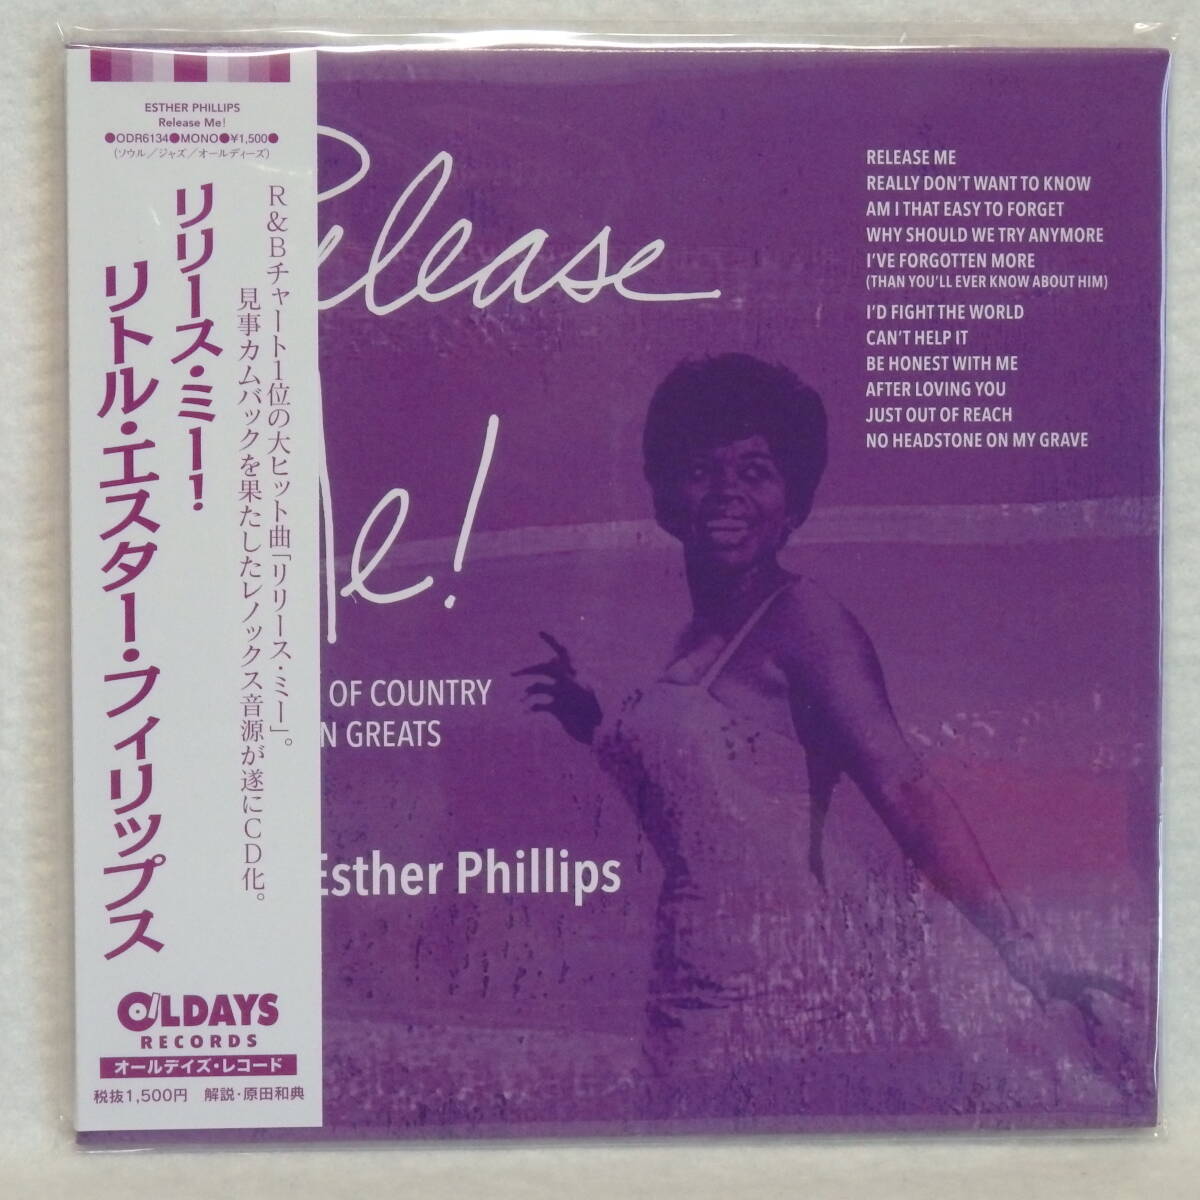 ESTHER PHILLIPS
Release Me!
●ODR6134●MONO●¥1,500●
(ソウル／ジャズ／オールディーズ)
R&Bチャート1位の大ヒット曲「リリース・ミー」。
見事カムバックを果たしたレノックス音源が遂にCD化。
リリース・ミー!
リトル・エスター・フィリップス
OLDAYS
RECORDS
オールデイズ・レコード
税抜1,500円 解説・原田和典
Release
Me!
OF COUNTRY
N GREATS
Esther Phillips
RELEASE ME
REALLY DON'T WANT TO KNOW
AM I THAT EASY TO FORGET
WHY SHOULD WE TRY ANYMORE
I'VE FORGOTTEN MORE
(THAN YOU'LL EVER KNOW ABOUT HIM)
I'D FIGHT THE WORLD
CAN'T HELP IT
BE HONEST WITH ME
AFTER LOVING YOU
JUST OUT OF REACH
NO HEADSTONE ON MY GRAVE